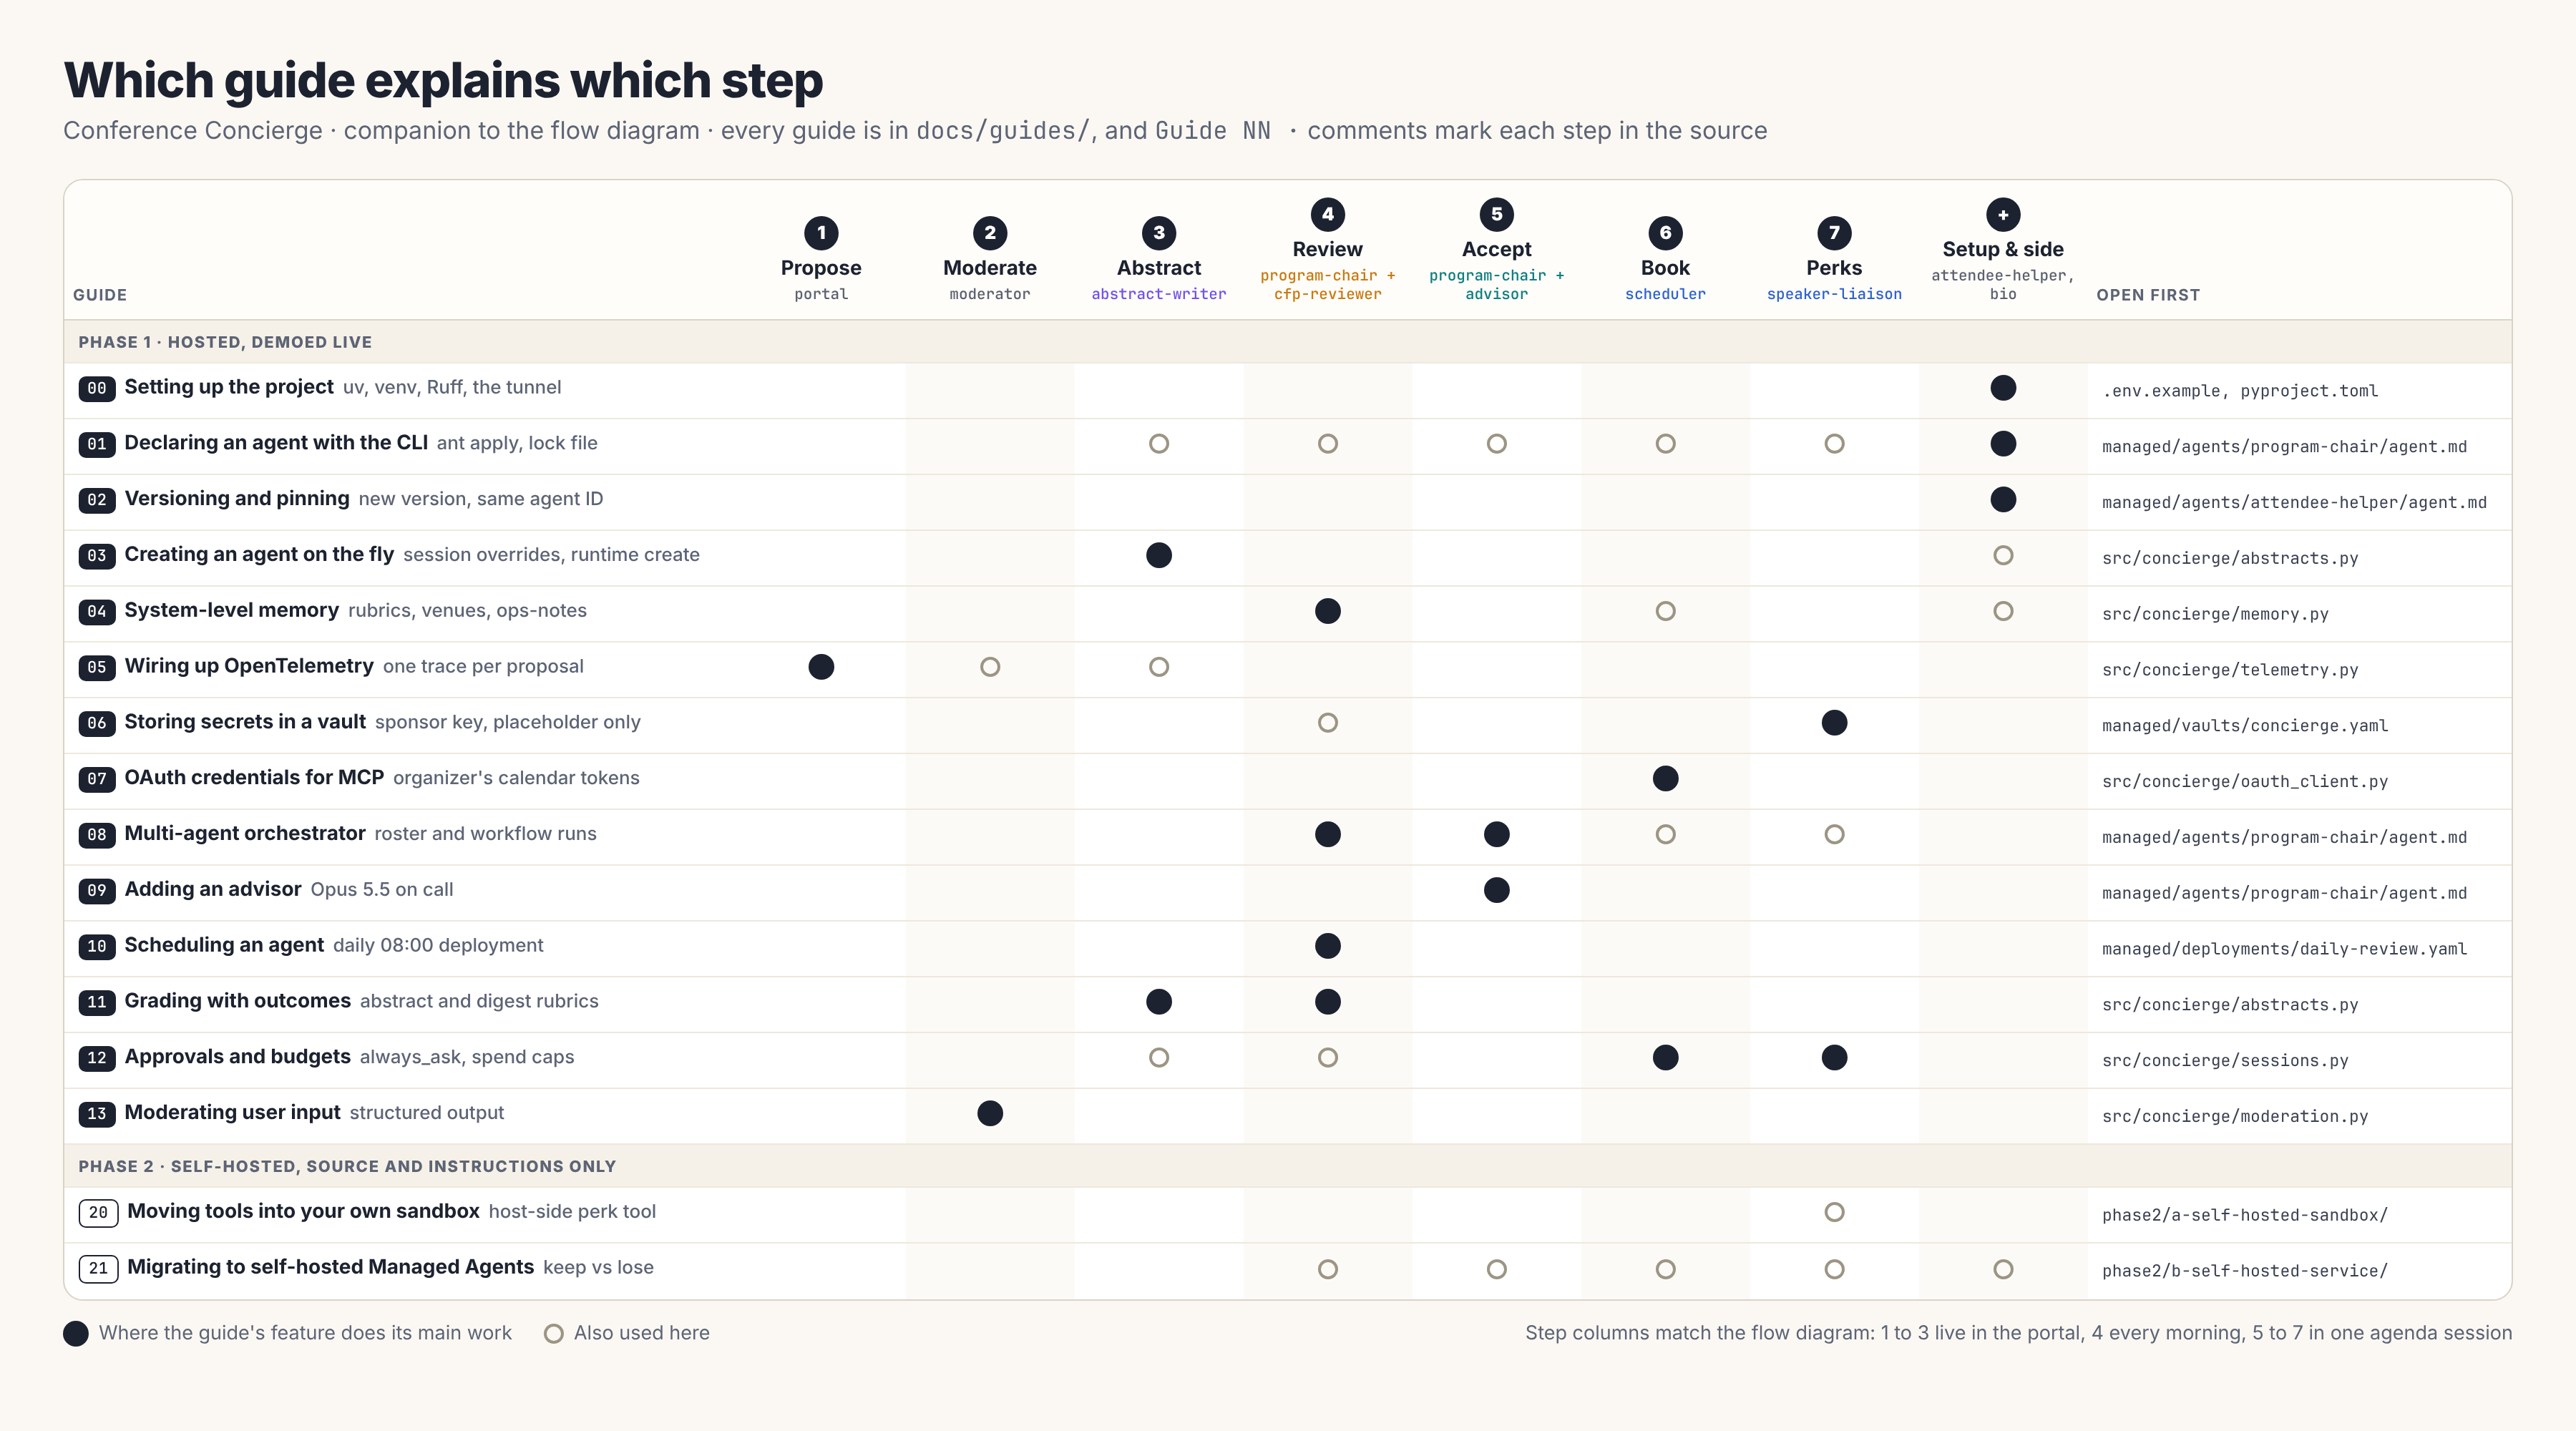 Which guide explains which step
Conference Concierge · companion to the flow diagram · every guide is in docs/guides/, and Guide NN · comments mark each step in the source
GUIDE
1
Propose
portal
2
Moderate
moderator
3
Abstract
abstract-writer
4
Review
program-chair +
cfp-reviewer
5
Accept
program-chair +
advisor
6
Book
scheduler
7
Perks
speaker-liaison
+
Setup & side
attendee-helper,
bio
OPEN FIRST
PHASE 1 · HOSTED, DEMOED LIVE
00 Setting up the project uv, venv, Ruff, the tunnel .env.example, pyproject.toml
01 Declaring an agent with the CLI ant apply, lock file managed/agents/program-chair/agent.md
02 Versioning and pinning new version, same agent ID managed/agents/attendee-helper/agent.md
03 Creating an agent on the fly session overrides, runtime create src/concierge/abstracts.py
04 System-level memory rubrics, venues, ops-notes src/concierge/memory.py
05 Wiring up OpenTelemetry one trace per proposal src/concierge/telemetry.py
06 Storing secrets in a vault sponsor key, placeholder only managed/vaults/concierge.yaml
07 OAuth credentials for MCP organizer's calendar tokens src/concierge/oauth_client.py
08 Multi-agent orchestrator roster and workflow runs managed/agents/program-chair/agent.md
09 Adding an advisor Opus 5.5 on call managed/agents/program-chair/agent.md
10 Scheduling an agent daily 08:00 deployment managed/deployments/daily-review.yaml
11 Grading with outcomes abstract and digest rubrics src/concierge/abstracts.py
12 Approvals and budgets always_ask, spend caps src/concierge/sessions.py
13 Moderating user input structured output src/concierge/moderation.py
PHASE 2 · SELF-HOSTED, SOURCE AND INSTRUCTIONS ONLY
20 Moving tools into your own sandbox host-side perk tool phase2/a-self-hosted-sandbox/
21 Migrating to self-hosted Managed Agents keep vs lose phase2/b-self-hosted-service/
Where the guide's feature does its main work Also used here
Step columns match the flow diagram: 1 to 3 live in the portal, 4 every morning, 5 to 7 in one agenda session